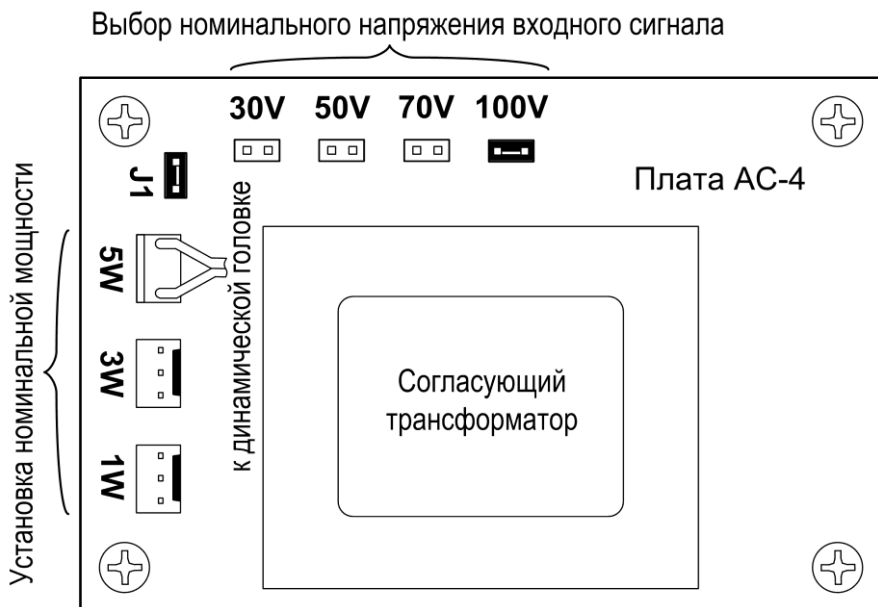 Выбор номинального напряжения входного сигнала
30V 50V 70V 100V
J1
Плата АС-4
Установка номинальной мощности
5W
3W
1W
к динамической головке
Согласующий
трансформатор